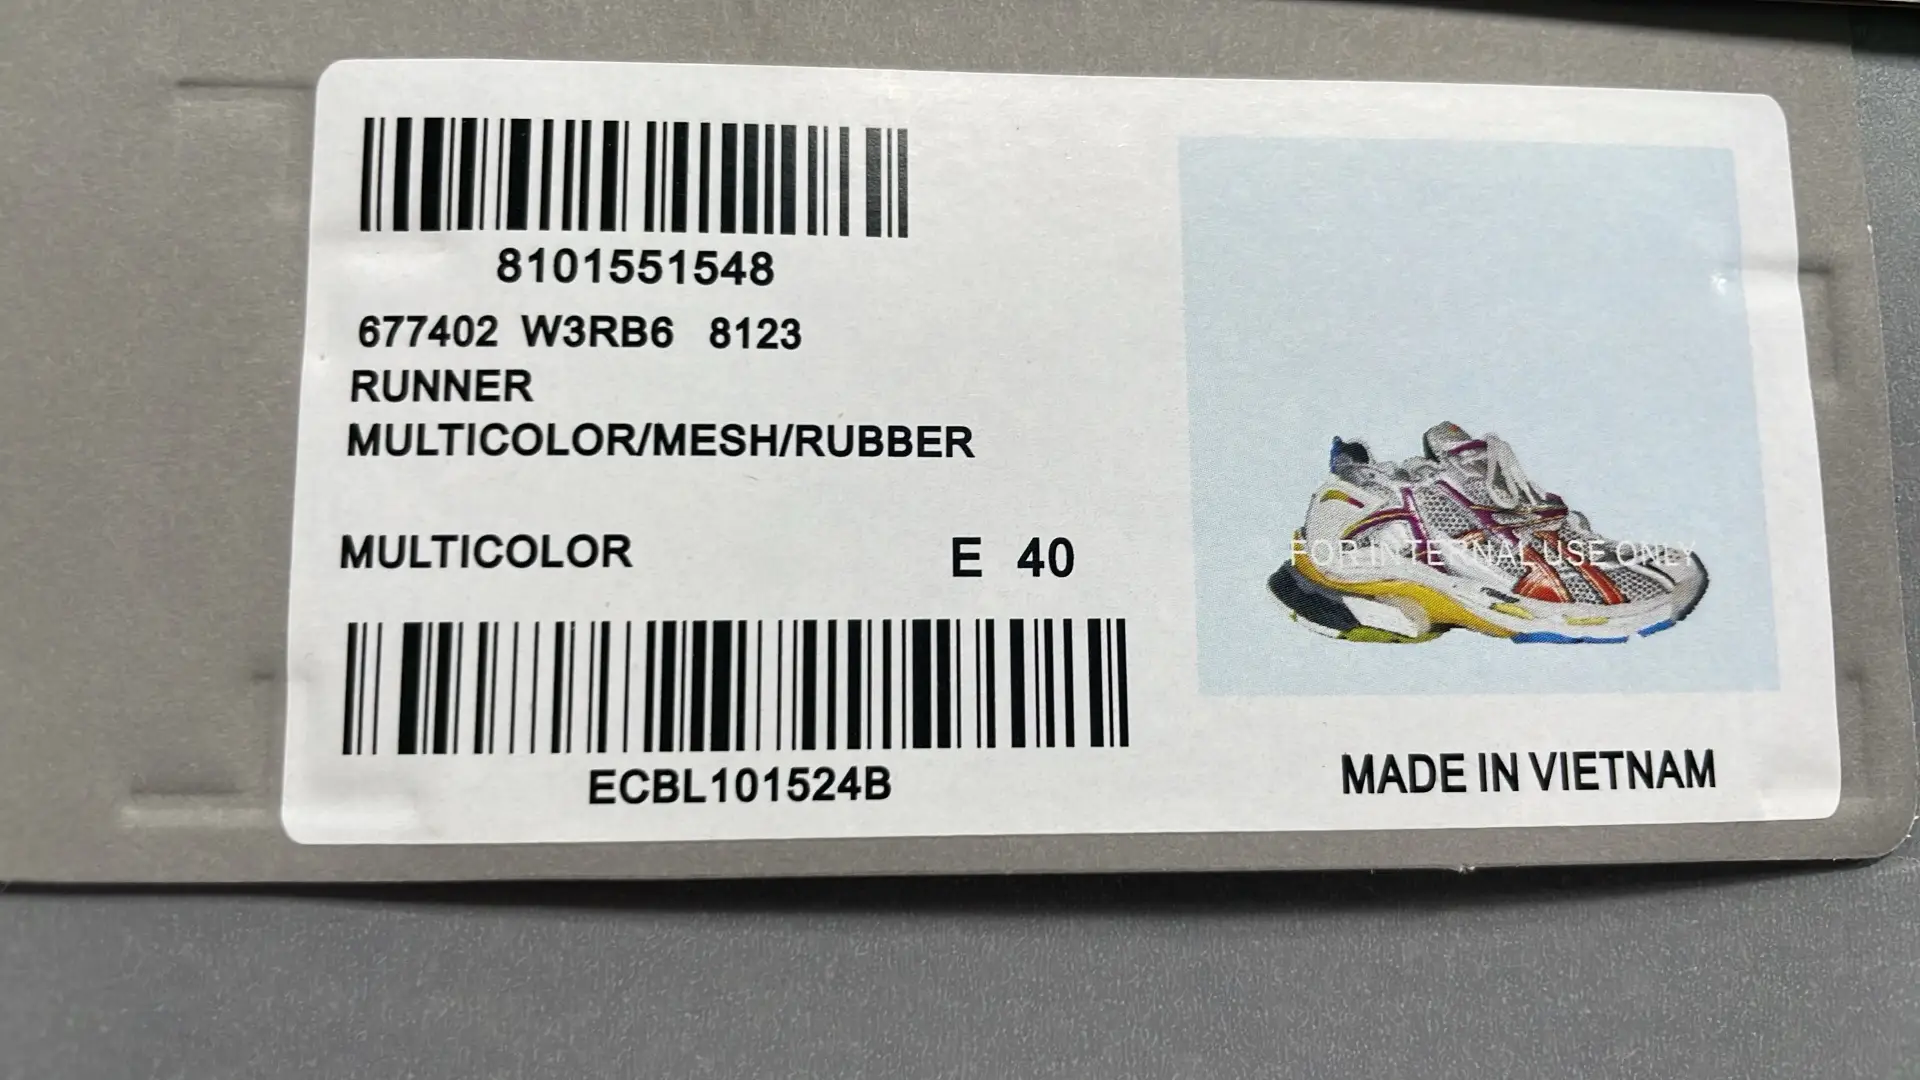 8101551548
677402 W3RB6 8123
RUNNER
MULTICOLOR/MESH/RUBBER
MULTICOLOR E 40
ECBL101524B
FOR INTERNAL USE ONLY
MADE IN VIETNAM